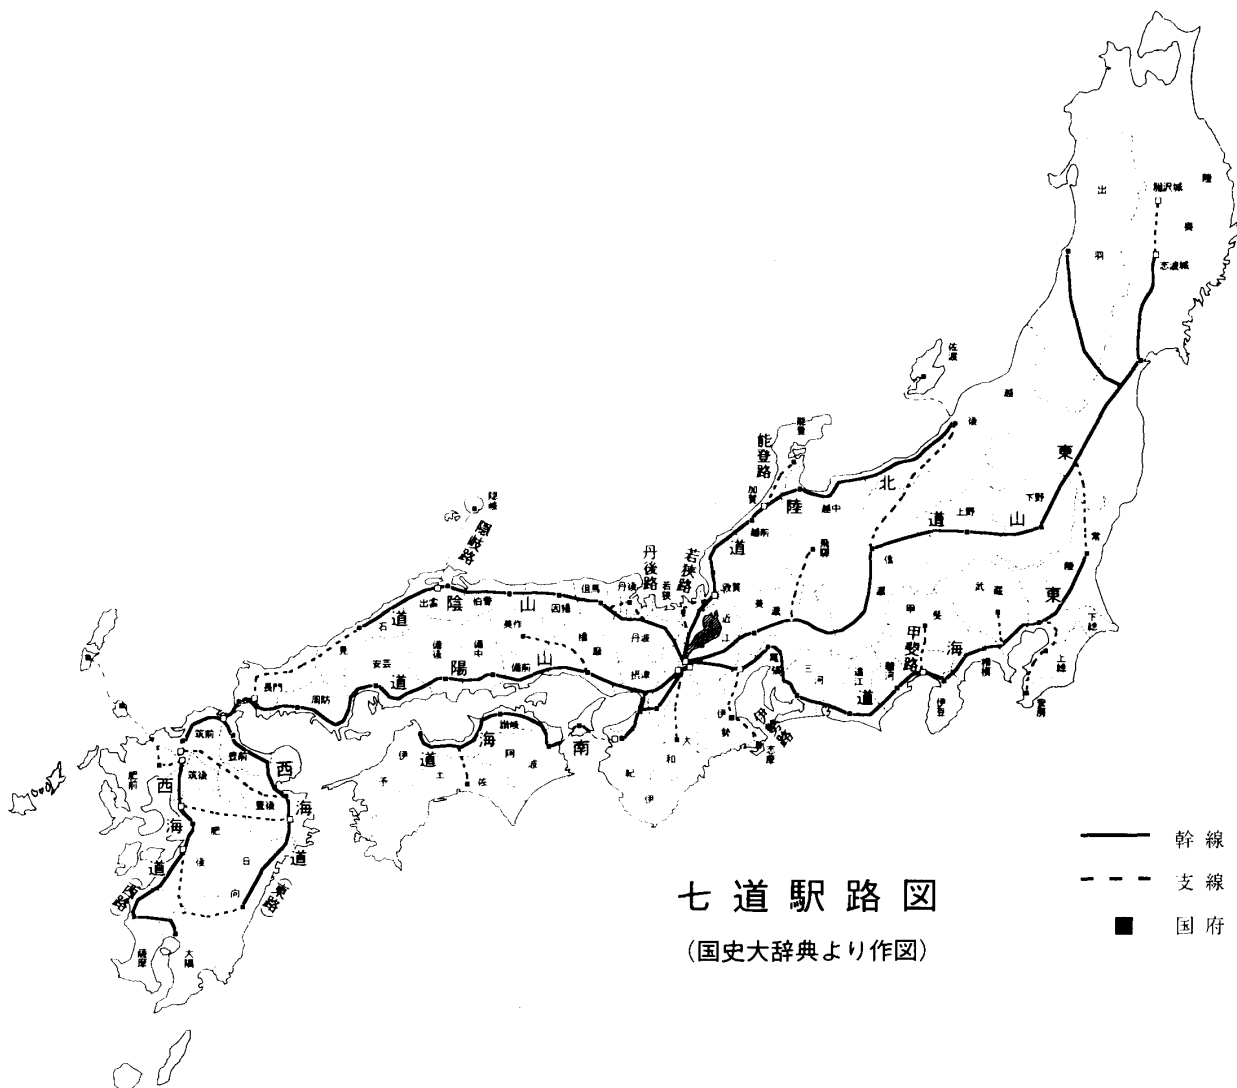 七道駅路図
(国史大辞典より作図)
幹線
支線
国府
陸奥
出羽
胆沢城
志波城
佐渡
越後
能登
能登路
加賀
北陸道
越中
越前
飛騨
敦賀
若狭路
若狭
丹後路
丹後
東山道
上野
下野
信濃
美濃
近江
常陸
武蔵
下総
上総
安房
東海道
甲斐
甲斐路
相模
伊豆
駿河
遠江
三河
尾張
伊勢路
伊勢
志摩
大和
紀伊
摂津
隠岐
隠岐路
山陰道
出雲
伯耆
因幡
但馬
丹波
石見
山陽道
美作
播磨
備前
備中
備後
安芸
周防
長門
南海道
讃岐
阿波
伊予
土佐
筑前
豊前
筑後
肥前
豊後
肥後
日向
薩摩
大隅
西海道
(西路)
西海道
(東路)